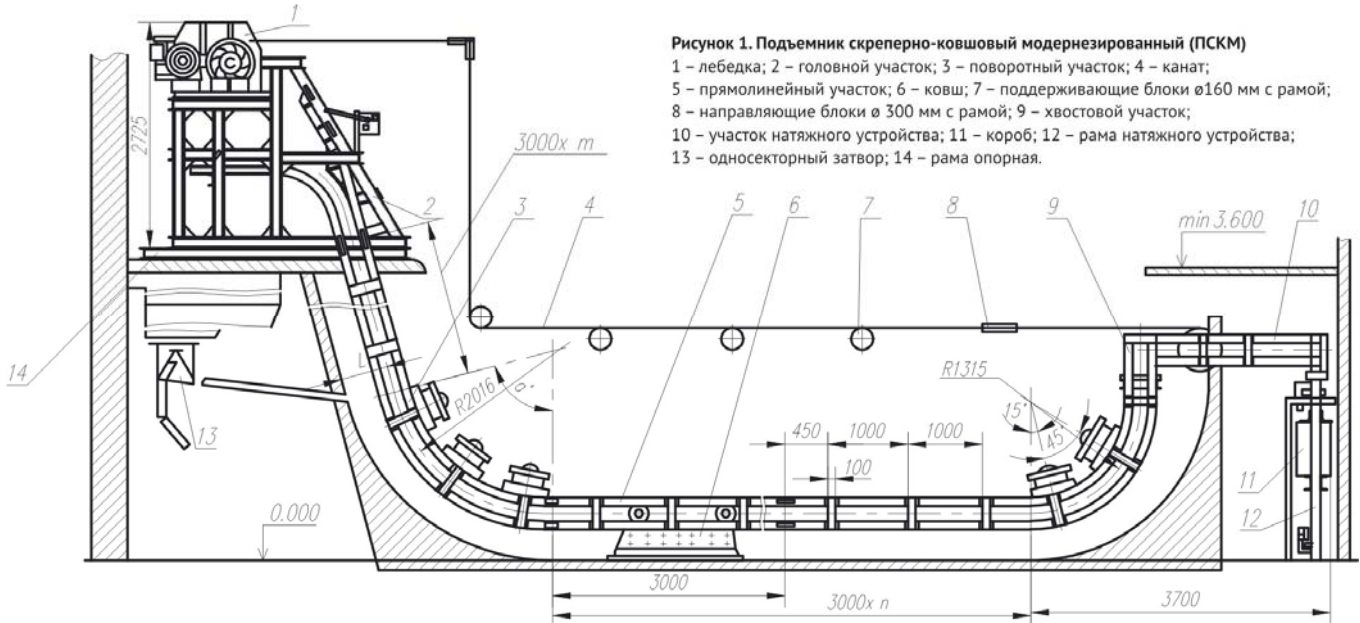 1
Рисунок 1. Подъемник скреперно-ковшовый модернезированный (ПСКМ)
1 – лебедка; 2 – головной участок; 3 – поворотный участок; 4 – канат;
5 – прямолинейный участок; 6 – ковш; 7 – поддерживающие блоки ø160 мм с рамой;
8 – направляющие блоки ø 300 мм с рамой; 9 – хвостовой участок;
10 – участок натяжного устройства; 11 – короб; 12 – рама натяжного устройства;
13 – односекторный затвор; 14 – рама опорная.
2725
3000x m
2
3
4
5
6
7
8
9
10
min 3.600
14
13
L
R2016
R1315
15°
45°
450
1000
1000
100
11
12
0.000
3000
3000x n
3700